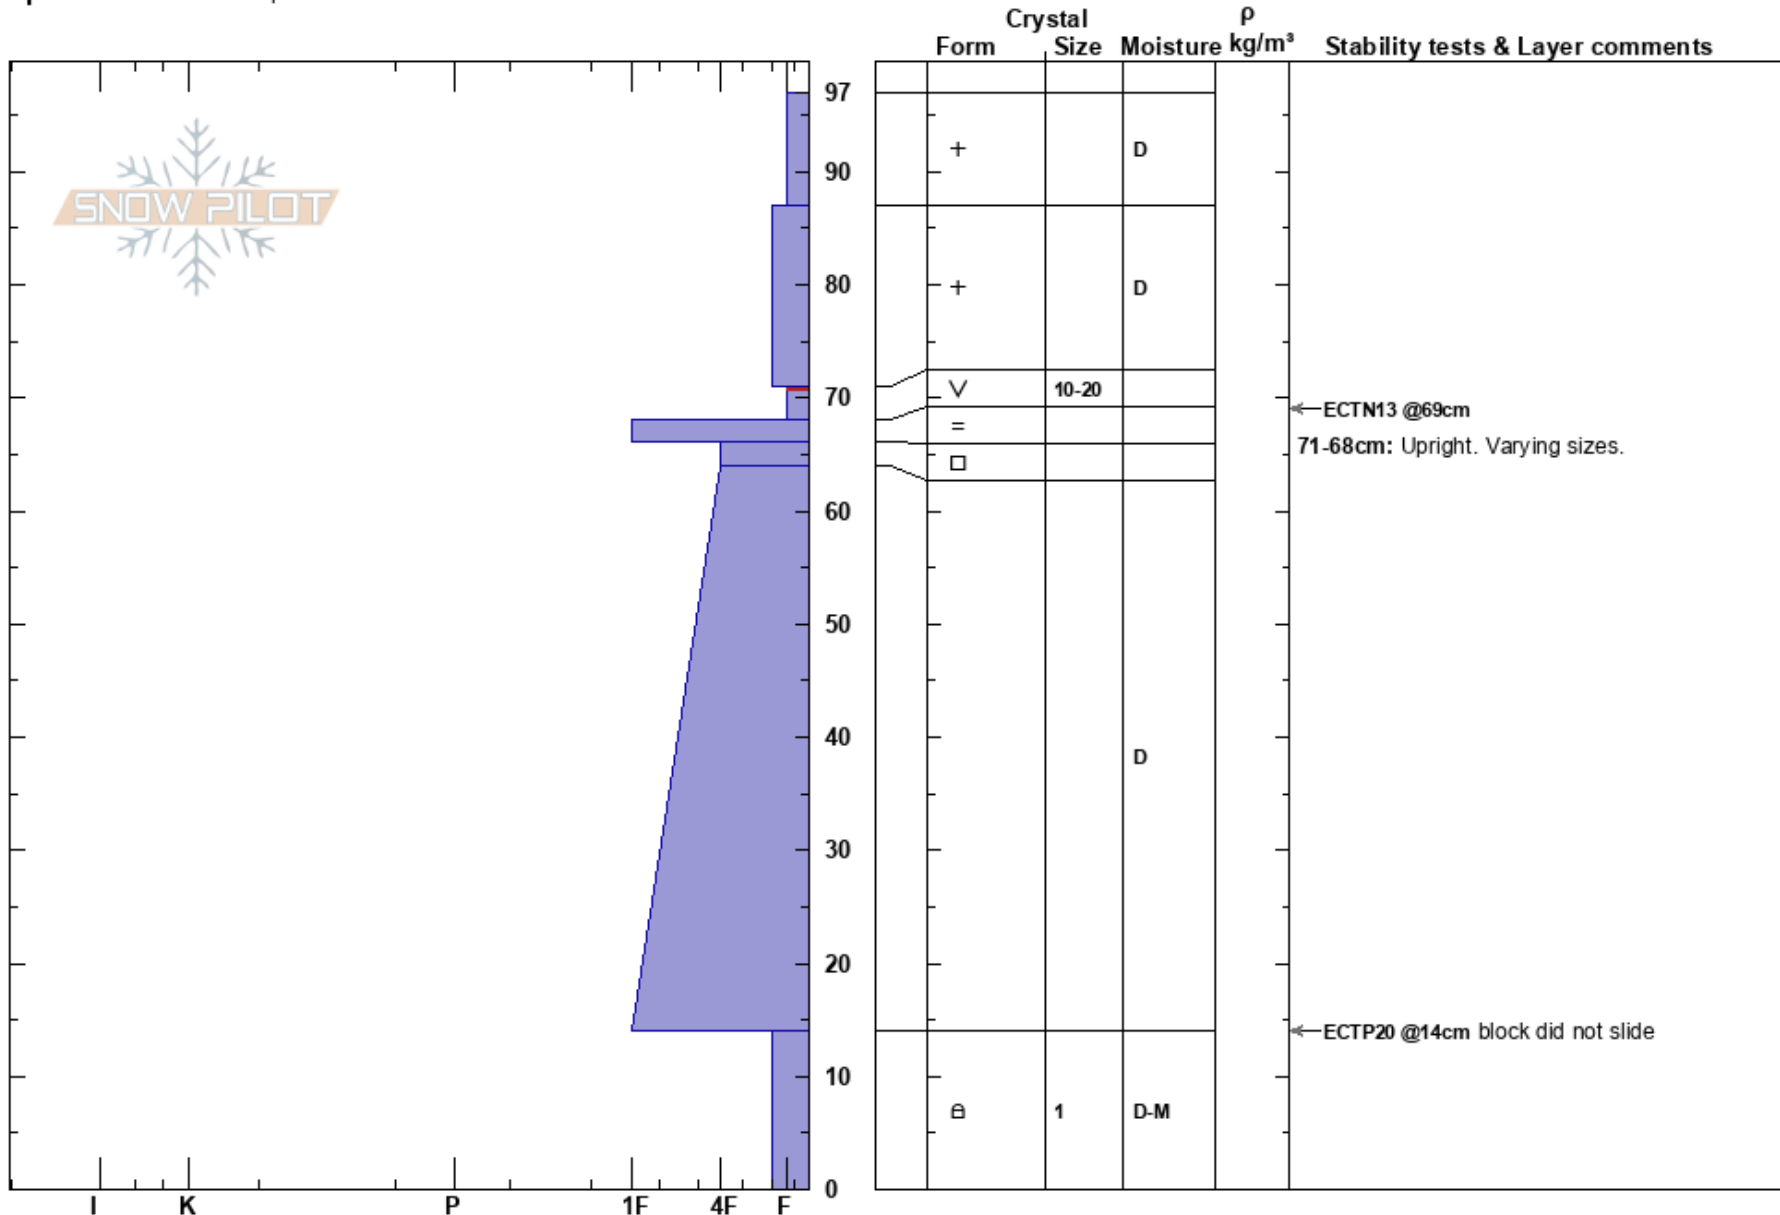 Crystal ρ
Form Size Moisture kg/m³ Stability tests & Layer comments
97
+ D
90
SNOW PILOT
80 + D
70 V 10-20
ECTN13 @69cm
=
71-68cm: Upright. Varying sizes.
□
60
50
40
D
30
20
ECTP20 @14cm block did not slide
10
1 D-M
0
I K P 1F 4F F